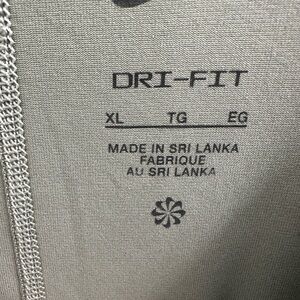 DRI-FIT
XL TG EG
MADE IN SRI LANKA
FABRIQUE
AU SRI LANKA